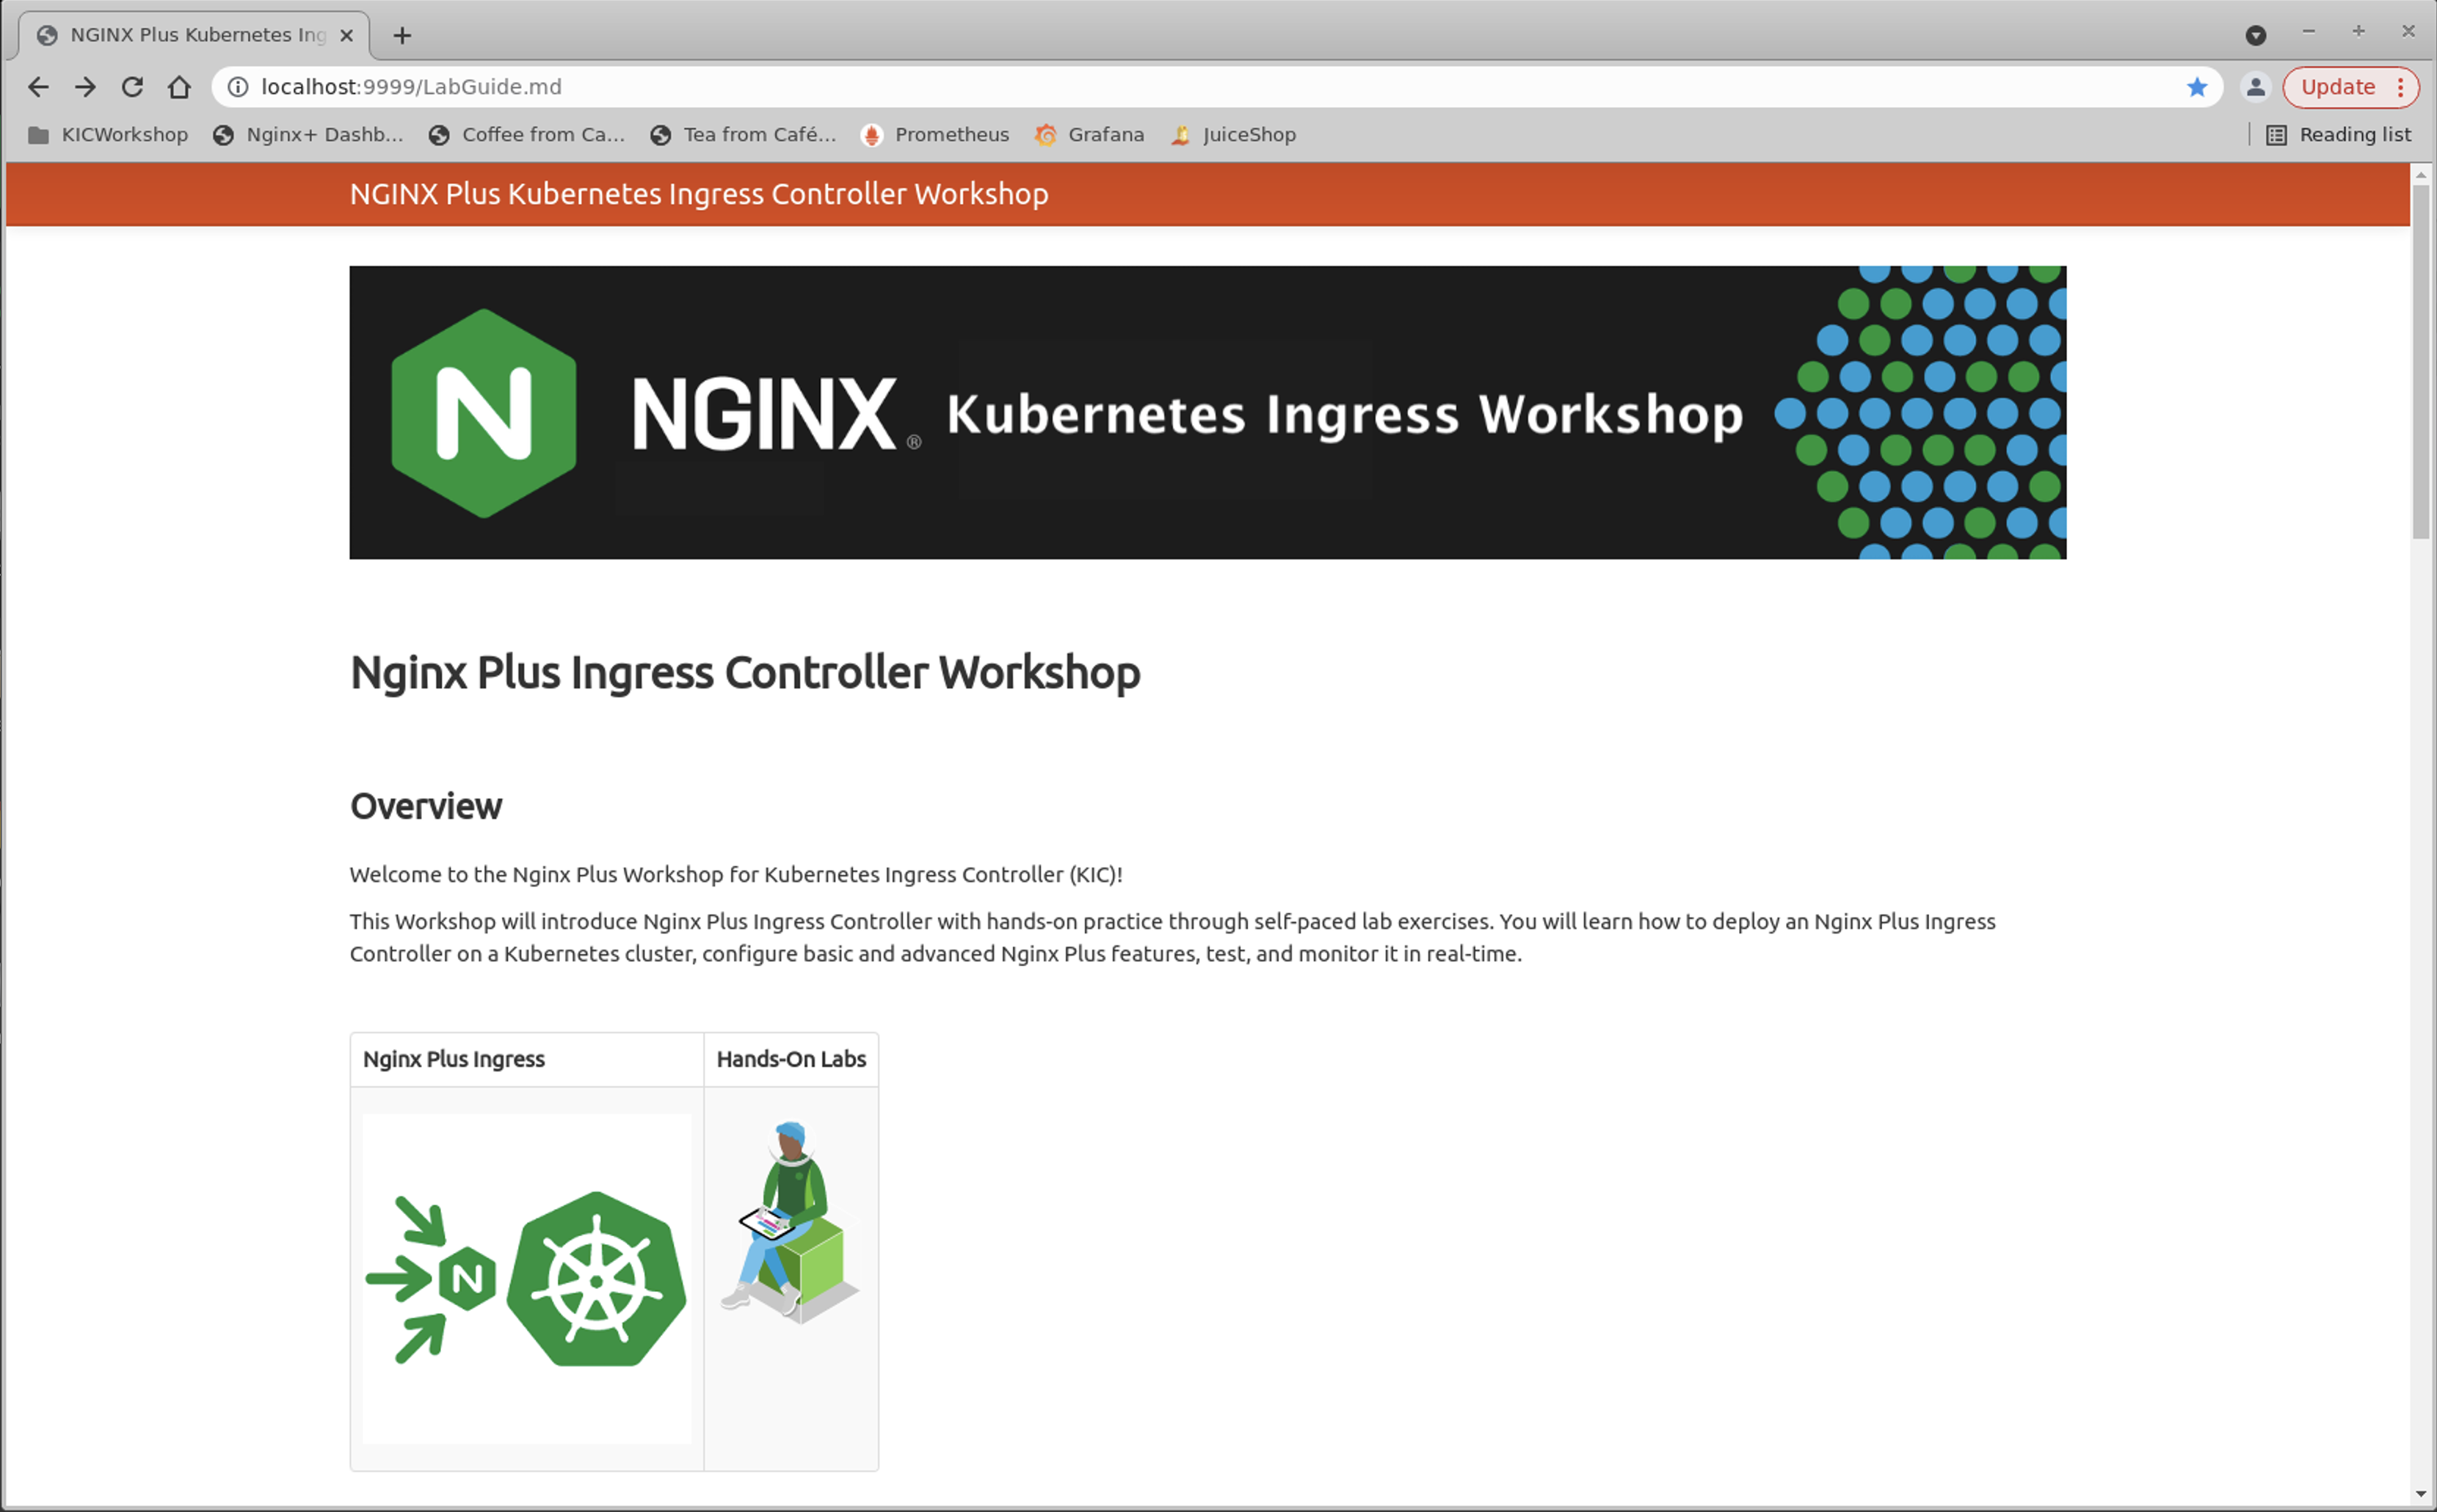 NGINX Plus Kubernetes Ing
localhost:9999/LabGuide.md
Update
KICWorkshop
Nginx+ Dashb...
Coffee from Ca...
Tea from Café...
Prometheus
Grafana
JuiceShop
Reading list
NGINX Plus Kubernetes Ingress Controller Workshop
N NGINX® Kubernetes Ingress Workshop
Nginx Plus Ingress Controller Workshop
Overview
Welcome to the Nginx Plus Workshop for Kubernetes Ingress Controller (KIC)!
This Workshop will introduce Nginx Plus Ingress Controller with hands-on practice through self-paced lab exercises. You will learn how to deploy an Nginx Plus Ingress
Controller on a Kubernetes cluster, configure basic and advanced Nginx Plus features, test, and monitor it in real-time.
Nginx Plus Ingress
Hands-On Labs
N